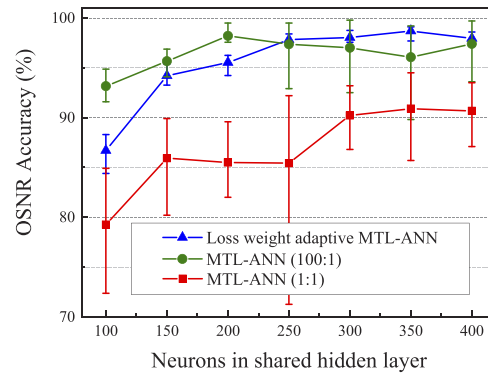 100
90
80
70
OSNR Accuracy (%)
Loss weight adaptive MTL-ANN
MTL-ANN (100:1)
MTL-ANN (1:1)
100 150 200 250 300 350 400
Neurons in shared hidden layer